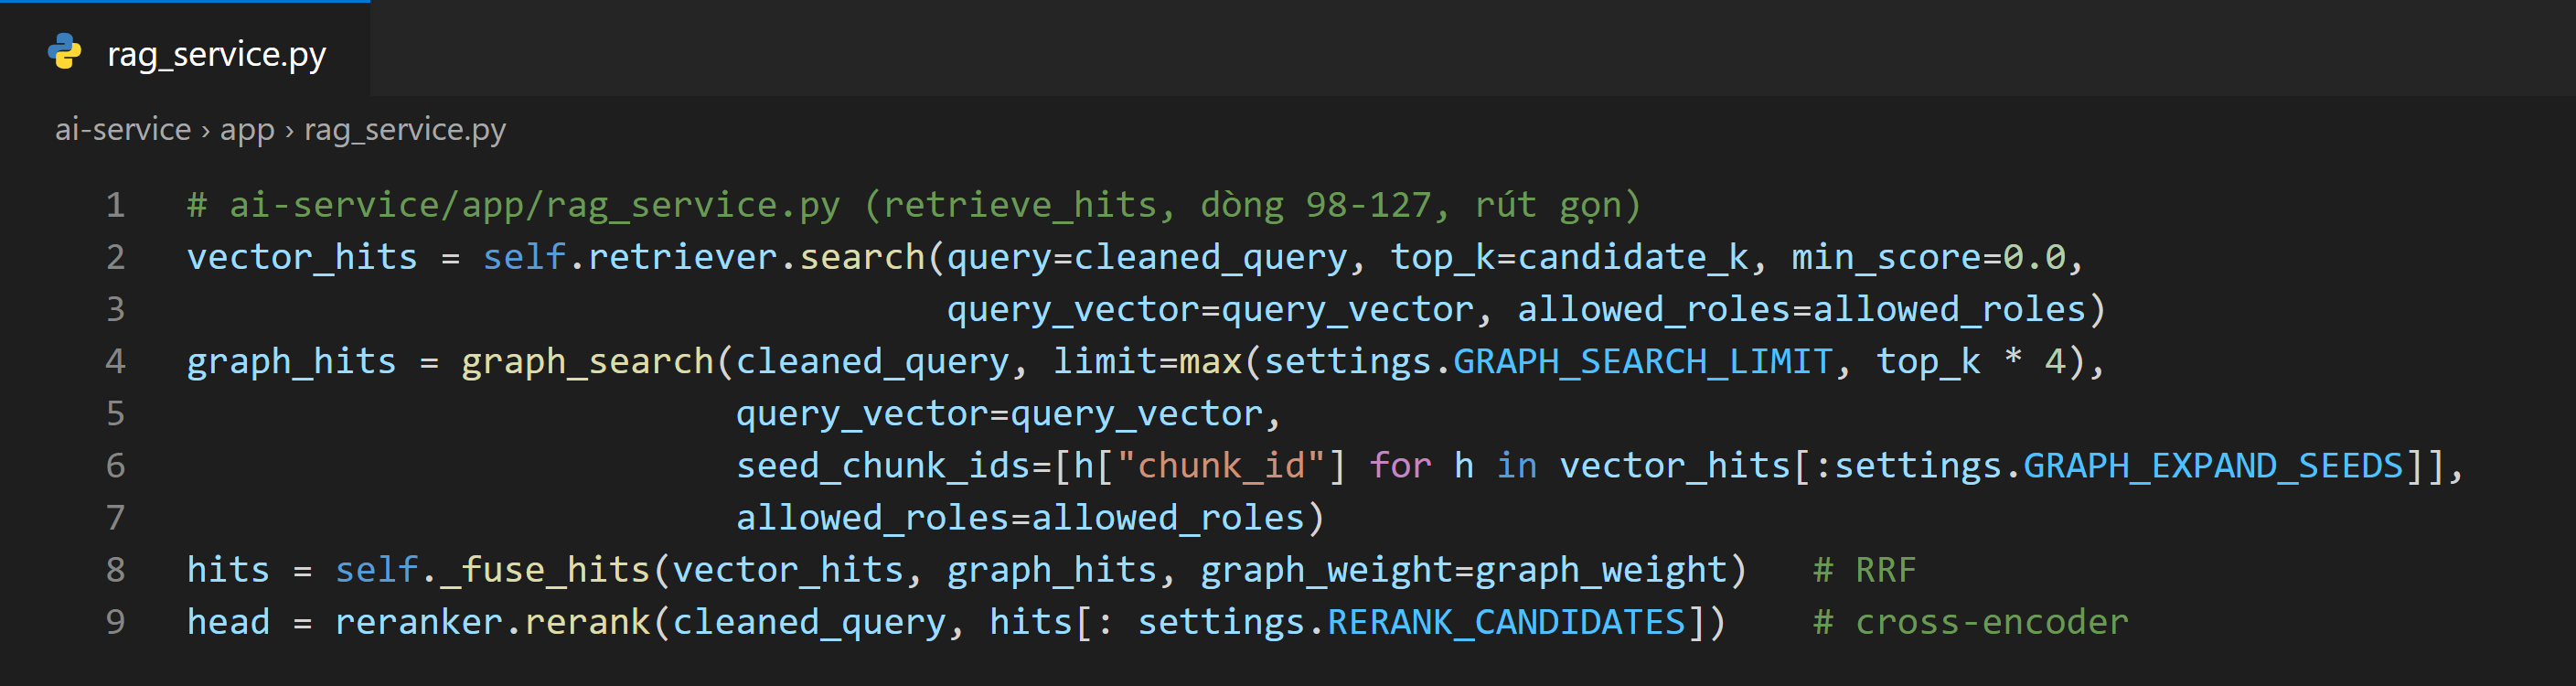 rag_service.py
ai-service › app › rag_service.py
1 # ai-service/app/rag_service.py (retrieve_hits, dòng 98-127, rút gọn)
2 vector_hits = self.retriever.search(query=cleaned_query, top_k=candidate_k, min_score=0.0,
3                                     query_vector=query_vector, allowed_roles=allowed_roles)
4 graph_hits = graph_search(cleaned_query, limit=max(settings.GRAPH_SEARCH_LIMIT, top_k * 4),
5                           query_vector=query_vector,
6                           seed_chunk_ids=[h["chunk_id"] for h in vector_hits[:settings.GRAPH_EXPAND_SEEDS]],
7                           allowed_roles=allowed_roles)
8 hits = self._fuse_hits(vector_hits, graph_hits, graph_weight=graph_weight)   # RRF
9 head = reranker.rerank(cleaned_query, hits[: settings.RERANK_CANDIDATES])    # cross-encoder